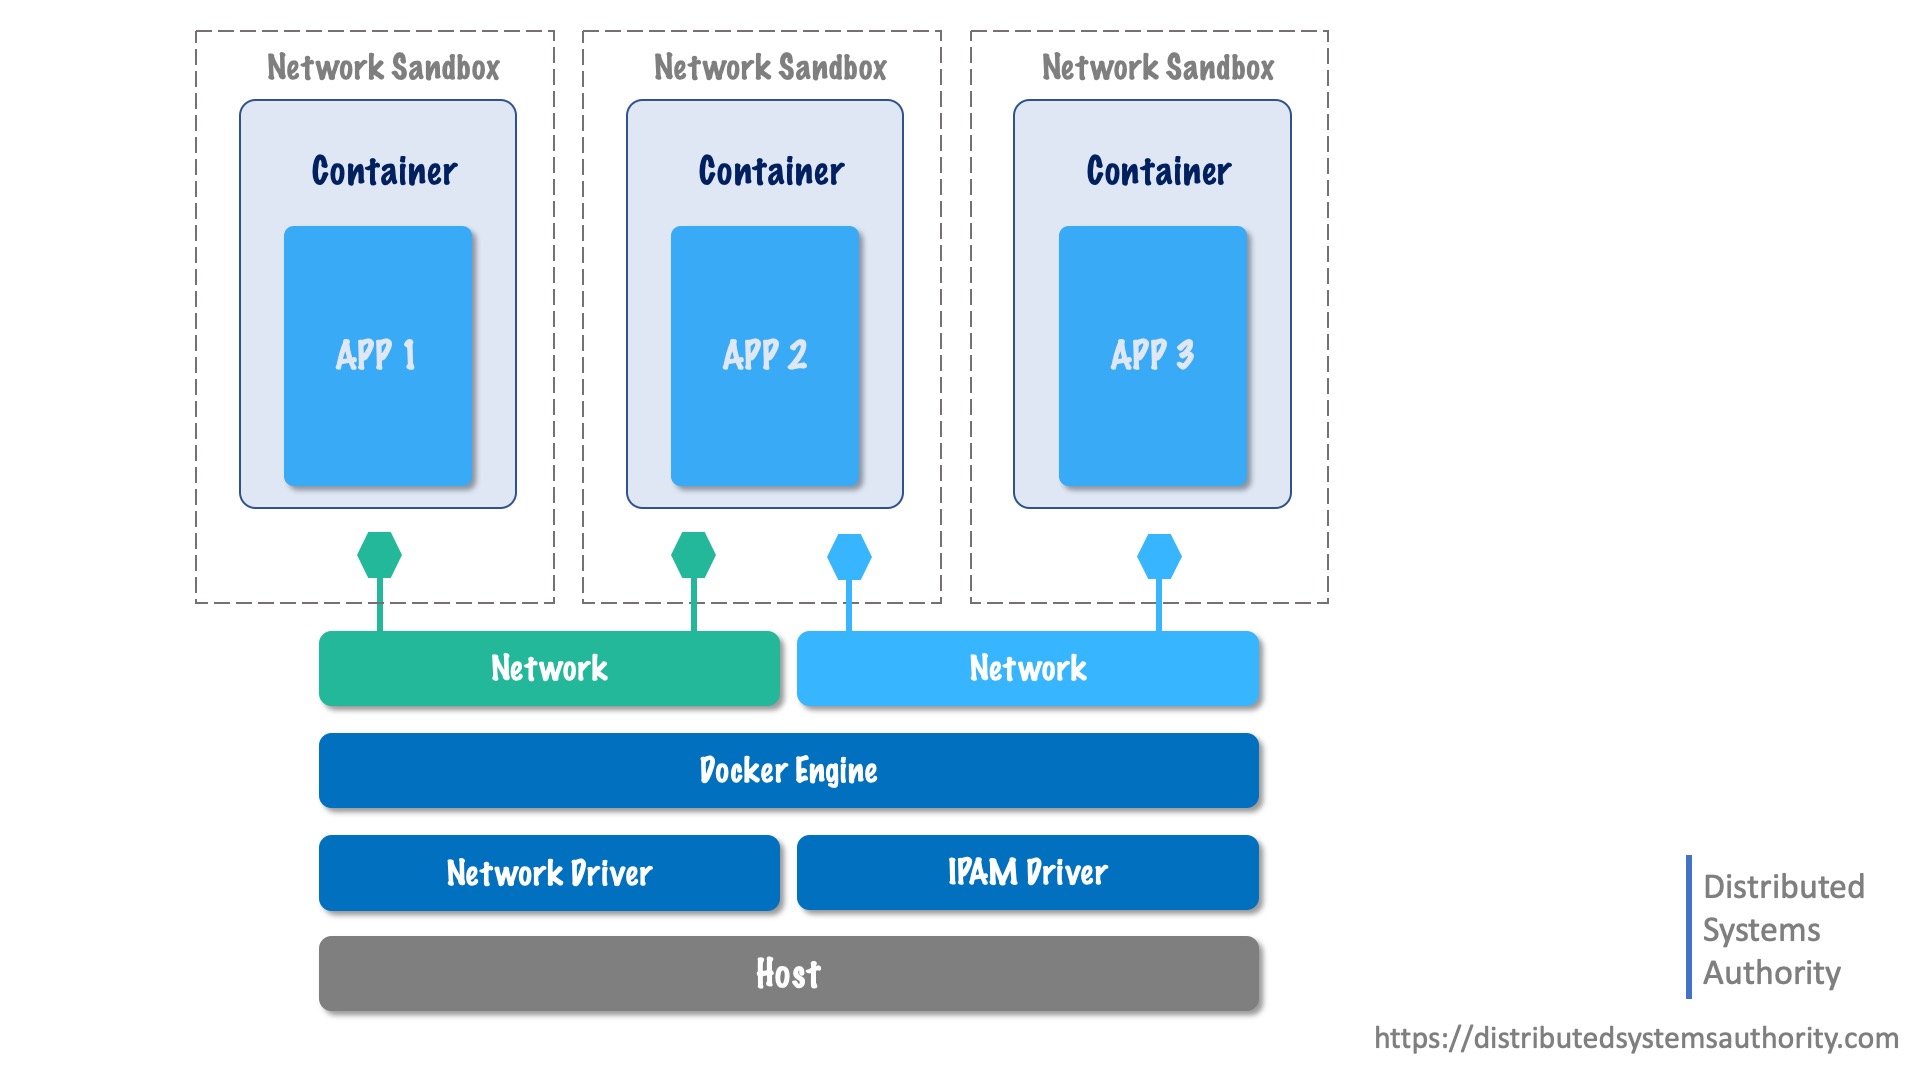 Network Sandbox
Network Sandbox
Network Sandbox
Container
Container
Container
APP 1
APP 2
APP 3
Network
Network
Docker Engine
Network Driver
IPAM Driver
Host
Distributed
Systems
Authority
https://distributedsystemsauthority.com